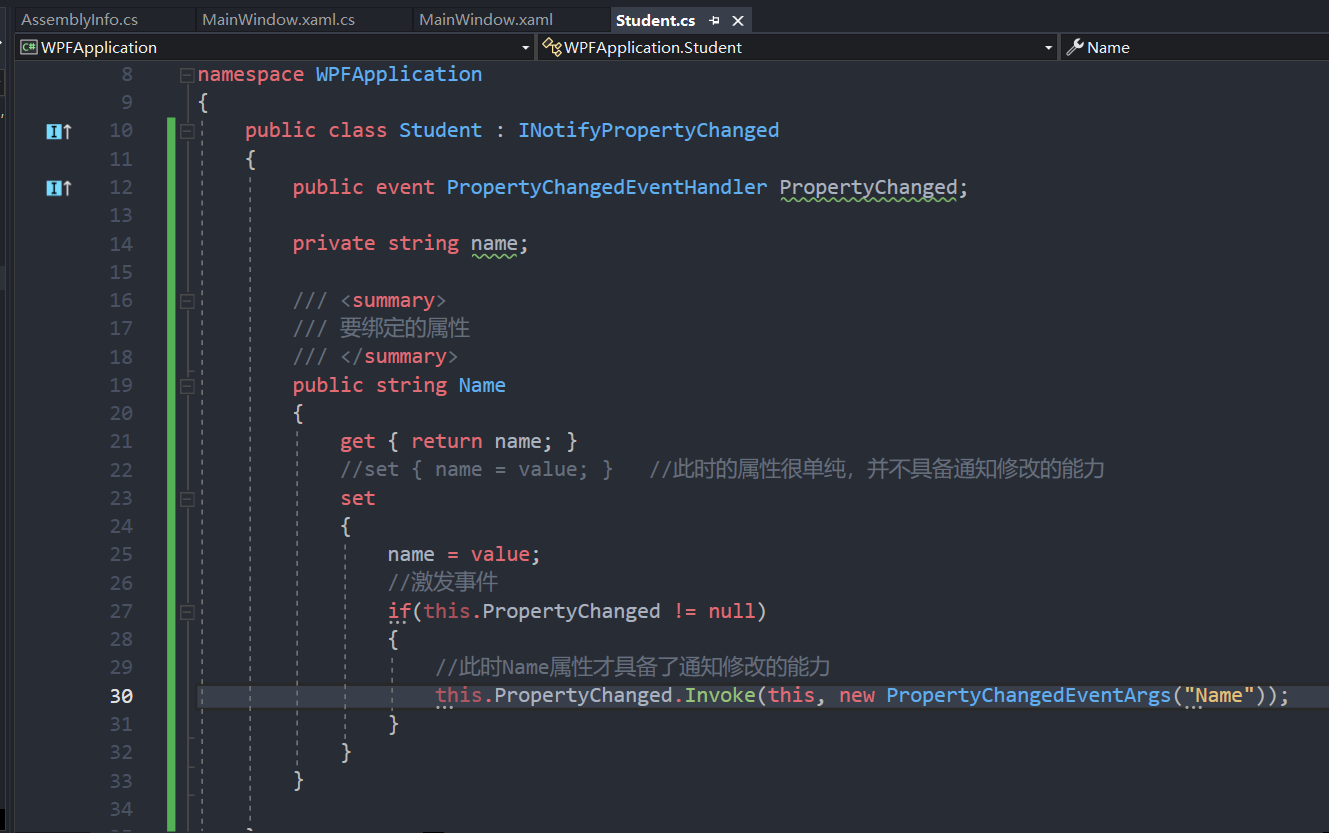 AssemblyInfo.cs MainWindow.xaml.cs MainWindow.xaml Student.cs
C# WPFApplication WPFApplication.Student Name
8 namespace WPFApplication
9 {
10 public class Student : INotifyPropertyChanged
11 {
12 public event PropertyChangedEventHandler PropertyChanged;
13
14 private string name;
15
16 /// <summary>
17 /// 要绑定的属性
18 /// </summary>
19 public string Name
20 {
21 get { return name; }
22 //set { name = value; } //此时的属性很单纯，并不具备通知修改的能力
23 set
24 {
25 name = value;
26 //激发事件
27 if(this.PropertyChanged != null)
28 {
29 //此时Name属性才具备了通知修改的能力
30 this.PropertyChanged.Invoke(this, new PropertyChangedEventArgs("Name"));
31 }
32 }
33 }
34